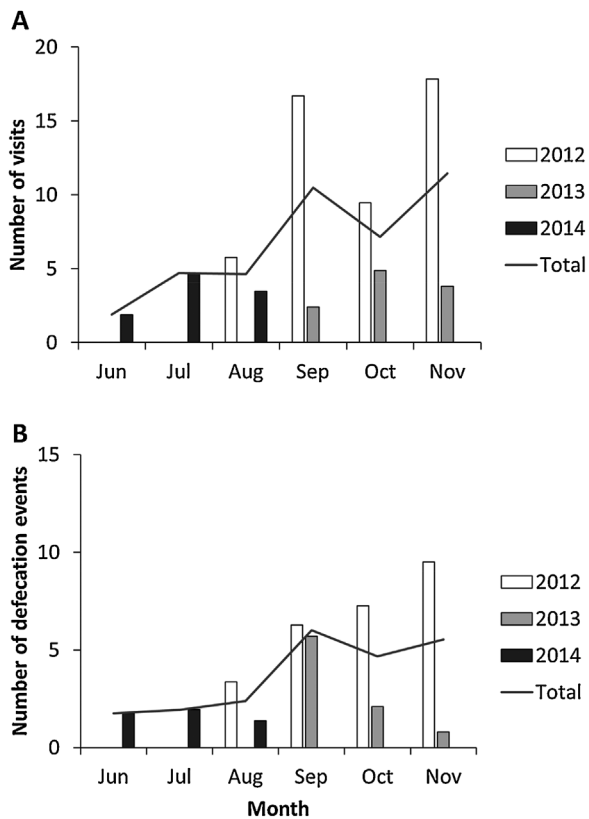 A
20
15
10
5
0
Number of visits
Jun Jul Aug Sep Oct Nov
2012
2013
2014
Total
B
15
10
5
0
Number of defecation events
Jun Jul Aug Sep Oct Nov
Month
2012
2013
2014
Total